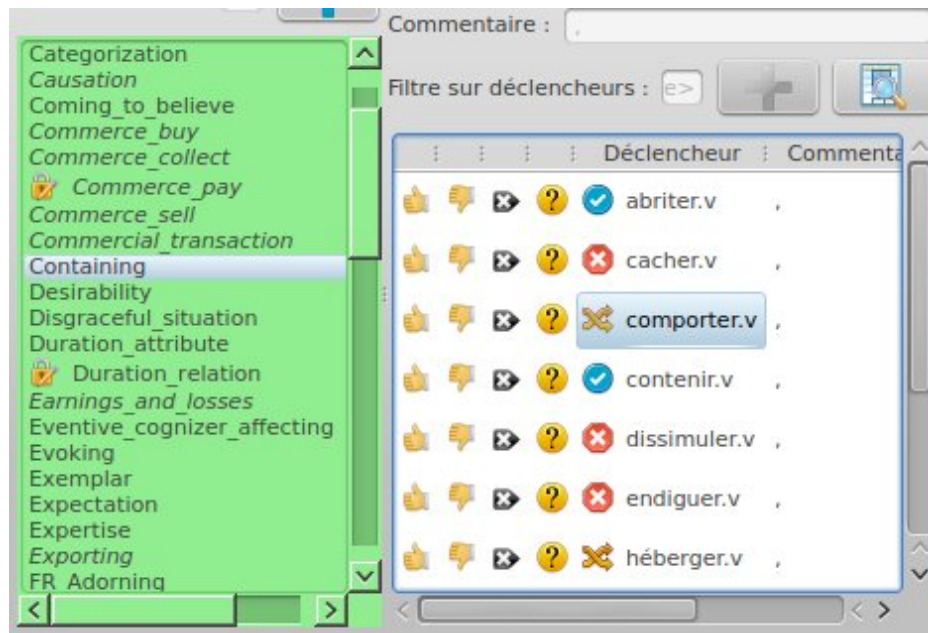 Commentaire : ,
Filtre sur déclencheurs : e>
Categorization
Causation
Coming_to_believe
Commerce_buy
Commerce_collect
Commerce_pay
Commerce_sell
Commercial_transaction
Containing
Desirability
Disgraceful_situation
Duration_attribute
Duration_relation
Earnings_and_losses
Eventive_cognizer_affecting
Evoking
Exemplar
Expectation
Expertise
Exporting
FR_Adorning
Déclencheur Commenta
abriter.v ,
cacher.v ,
comporter.v ,
contenir.v ,
dissimuler.v ,
endiguer.v ,
héberger.v ,